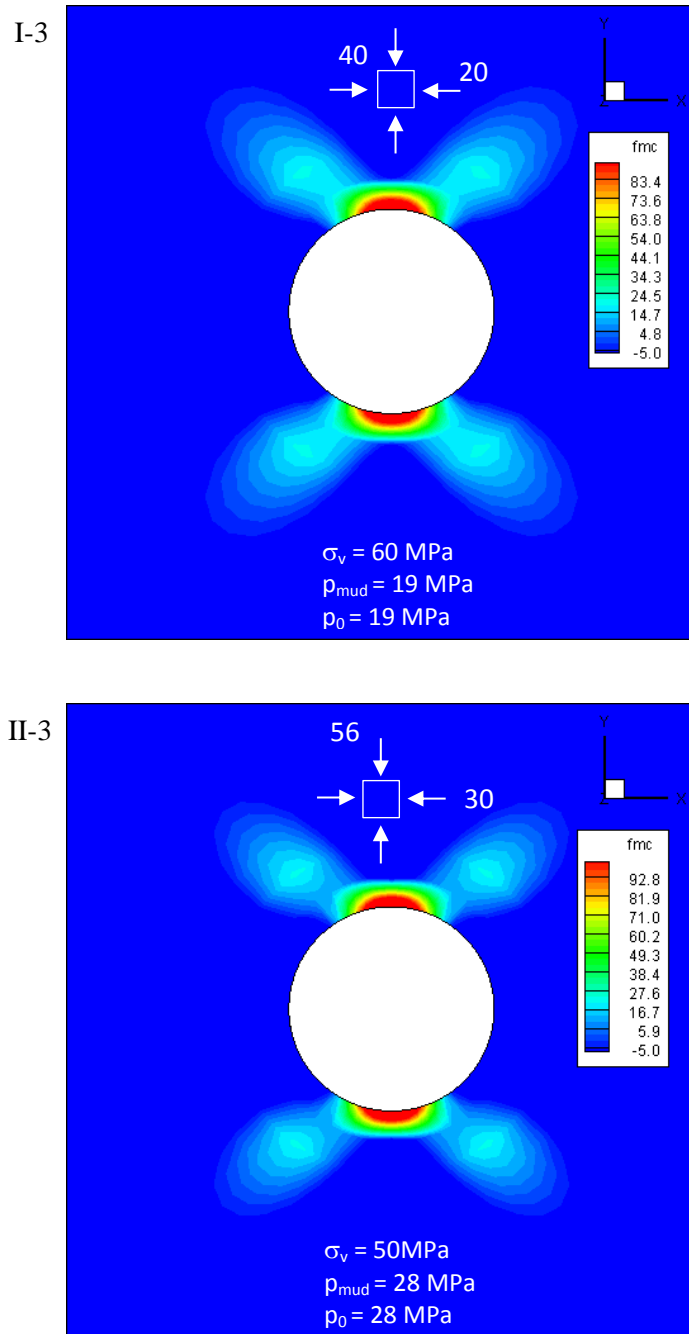 I-3
40
20
Y
Z X
fmc
83.4
73.6
63.8
54.0
44.1
34.3
24.5
14.7
4.8
-5.0
σv = 60 MPa
pmud = 19 MPa
p0 = 19 MPa
II-3
56
30
Y
Z X
fmc
92.8
81.9
71.0
60.2
49.3
38.4
27.6
16.7
5.9
-5.0
σv = 50MPa
pmud = 28 MPa
p0 = 28 MPa